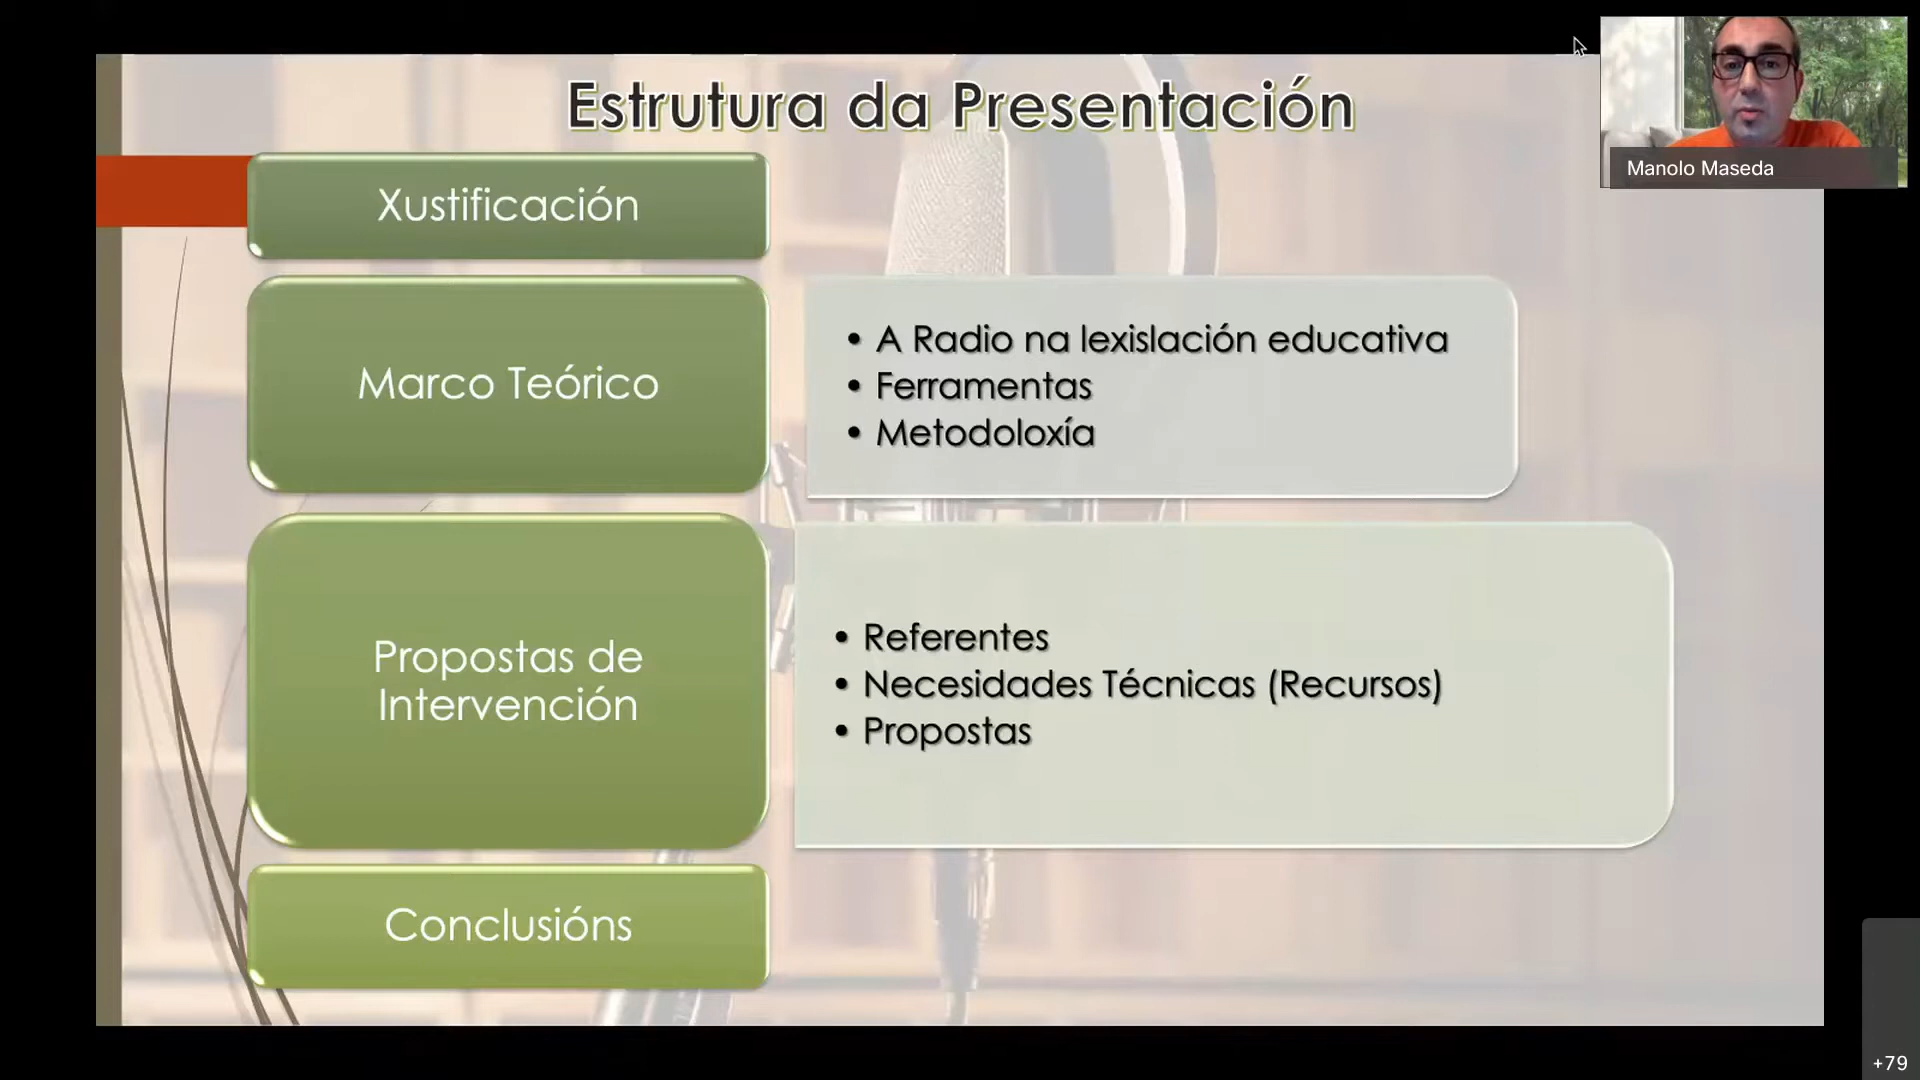 Estrutura da Presentación
Manolo Maseda
Xustificación
Marco Teórico
• A Radio na lexislación educativa
• Ferramentas
• Metodoloxía
Propostas de
Intervención
• Referentes
• Necesidades Técnicas (Recursos)
• Propostas
Conclusións
+79